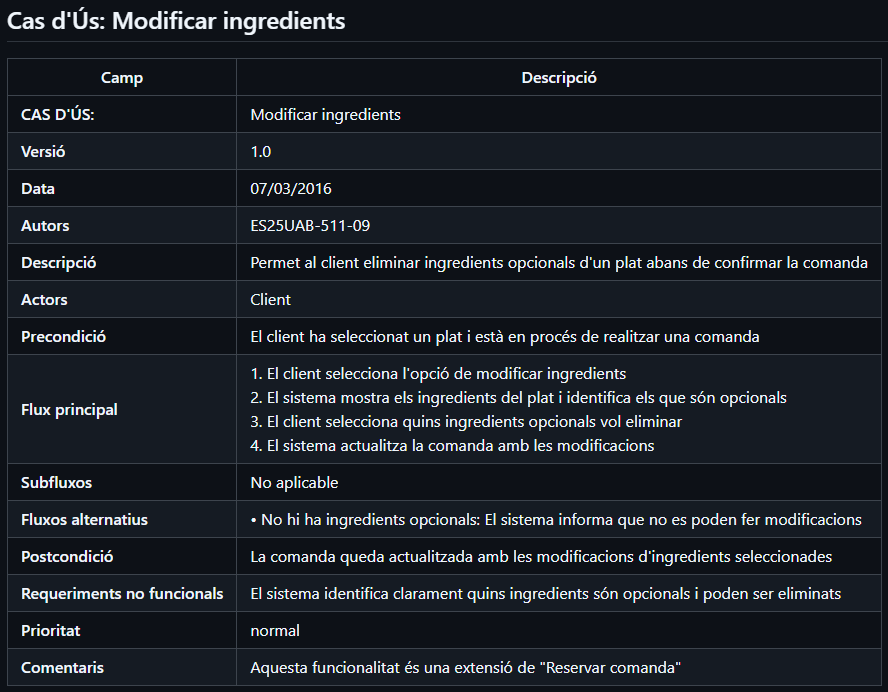 Cas d'Ús: Modificar ingredients
Camp Descripció
CAS D'ÚS: Modificar ingredients
Versió 1.0
Data 07/03/2016
Autors ES25UAB-511-09
Descripció Permet al client eliminar ingredients opcionals d'un plat abans de confirmar la comanda
Actors Client
Precondició El client ha seleccionat un plat i està en procés de realitzar una comanda
Flux principal
1. El client selecciona l'opció de modificar ingredients
2. El sistema mostra els ingredients del plat i identifica els que són opcionals
3. El client selecciona quins ingredients opcionals vol eliminar
4. El sistema actualitza la comanda amb les modificacions
Subfluxos No aplicable
Fluxos alternatius • No hi ha ingredients opcionals: El sistema informa que no es poden fer modificacions
Postcondició La comanda queda actualitzada amb les modificacions d'ingredients seleccionades
Requeriments no funcionals El sistema identifica clarament quins ingredients són opcionals i poden ser eliminats
Prioritat normal
Comentaris Aquesta funcionalitat és una extensió de "Reservar comanda"